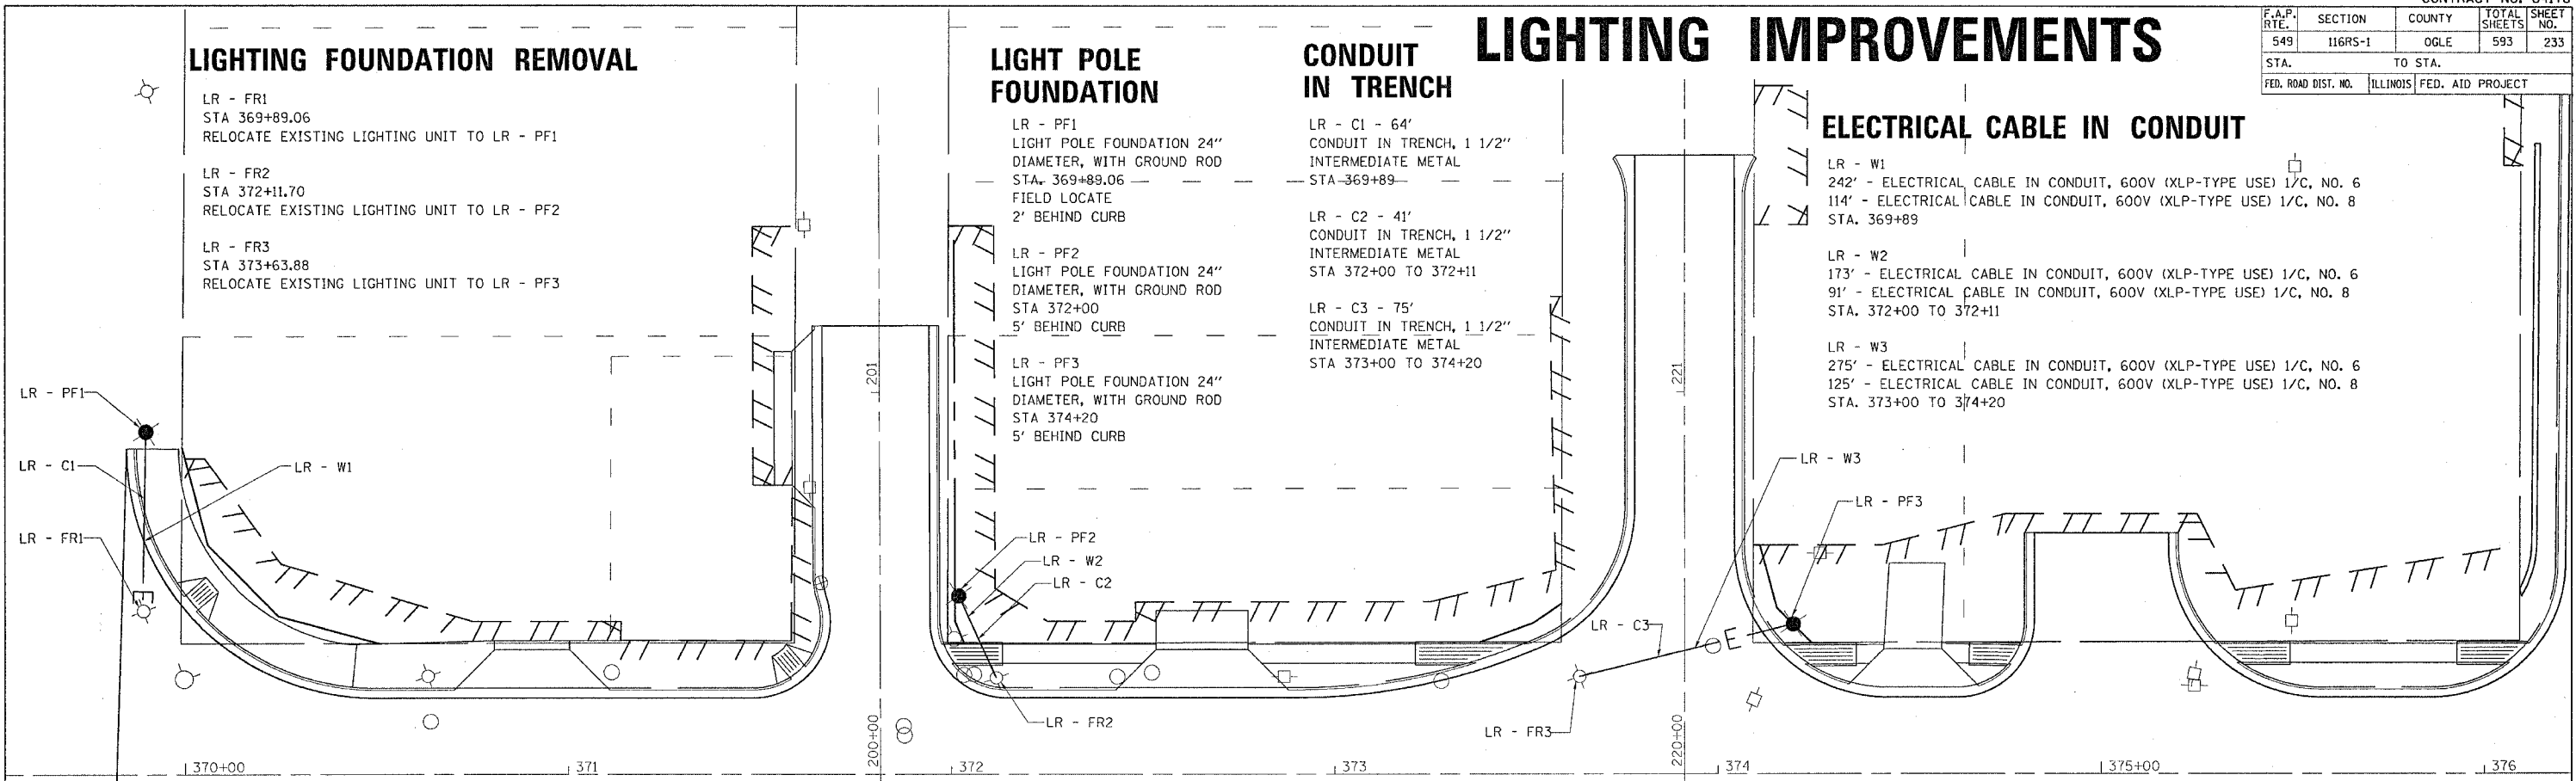 LIGHTING IMPROVEMENTS
F.A.P. RTE. SECTION COUNTY TOTAL SHEETS SHEET NO.
549 116RS-1 OGLE 593 233
STA. TO STA.
FED. ROAD DIST. NO. ILLINOIS FED. AID PROJECT
LIGHTING FOUNDATION REMOVAL
LR - FR1
STA 369+89.06
RELOCATE EXISTING LIGHTING UNIT TO LR - PF1
LR - FR2
STA 372+11.70
RELOCATE EXISTING LIGHTING UNIT TO LR - PF2
LR - FR3
STA 373+63.88
RELOCATE EXISTING LIGHTING UNIT TO LR - PF3
LIGHT POLE
FOUNDATION
LR - PF1
LIGHT POLE FOUNDATION 24"
DIAMETER, WITH GROUND ROD
STA. 369+89.06
FIELD LOCATE
2' BEHIND CURB
LR - PF2
LIGHT POLE FOUNDATION 24"
DIAMETER, WITH GROUND ROD
STA 372+00
5' BEHIND CURB
LR - PF3
LIGHT POLE FOUNDATION 24"
DIAMETER, WITH GROUND ROD
STA 374+20
5' BEHIND CURB
CONDUIT
IN TRENCH
LR - C1 - 64'
CONDUIT IN TRENCH, 1 1/2"
INTERMEDIATE METAL
STA 369+89
LR - C2 - 41'
CONDUIT IN TRENCH, 1 1/2"
INTERMEDIATE METAL
STA 372+00 TO 372+11
LR - C3 - 75'
CONDUIT IN TRENCH, 1 1/2"
INTERMEDIATE METAL
STA 373+00 TO 374+20
ELECTRICAL CABLE IN CONDUIT
LR - W1
242' - ELECTRICAL CABLE IN CONDUIT, 600V (XLP-TYPE USE) 1/C, NO. 6
114' - ELECTRICAL CABLE IN CONDUIT, 600V (XLP-TYPE USE) 1/C, NO. 8
STA. 369+89
LR - W2
173' - ELECTRICAL CABLE IN CONDUIT, 600V (XLP-TYPE USE) 1/C, NO. 6
91' - ELECTRICAL CABLE IN CONDUIT, 600V (XLP-TYPE USE) 1/C, NO. 8
STA. 372+00 TO 372+11
LR - W3
275' - ELECTRICAL CABLE IN CONDUIT, 600V (XLP-TYPE USE) 1/C, NO. 6
125' - ELECTRICAL CABLE IN CONDUIT, 600V (XLP-TYPE USE) 1/C, NO. 8
STA. 373+00 TO 374+20
201
221
LR - PF1
LR - C1
LR - W1
LR - FR1
E
LR - PF2
LR - W2
LR - C2
LR - FR2
LR - W3
LR - PF3
LR - C3
E
LR - FR3
200+00
220+00
370+00
371
372
373
374
375+00
376